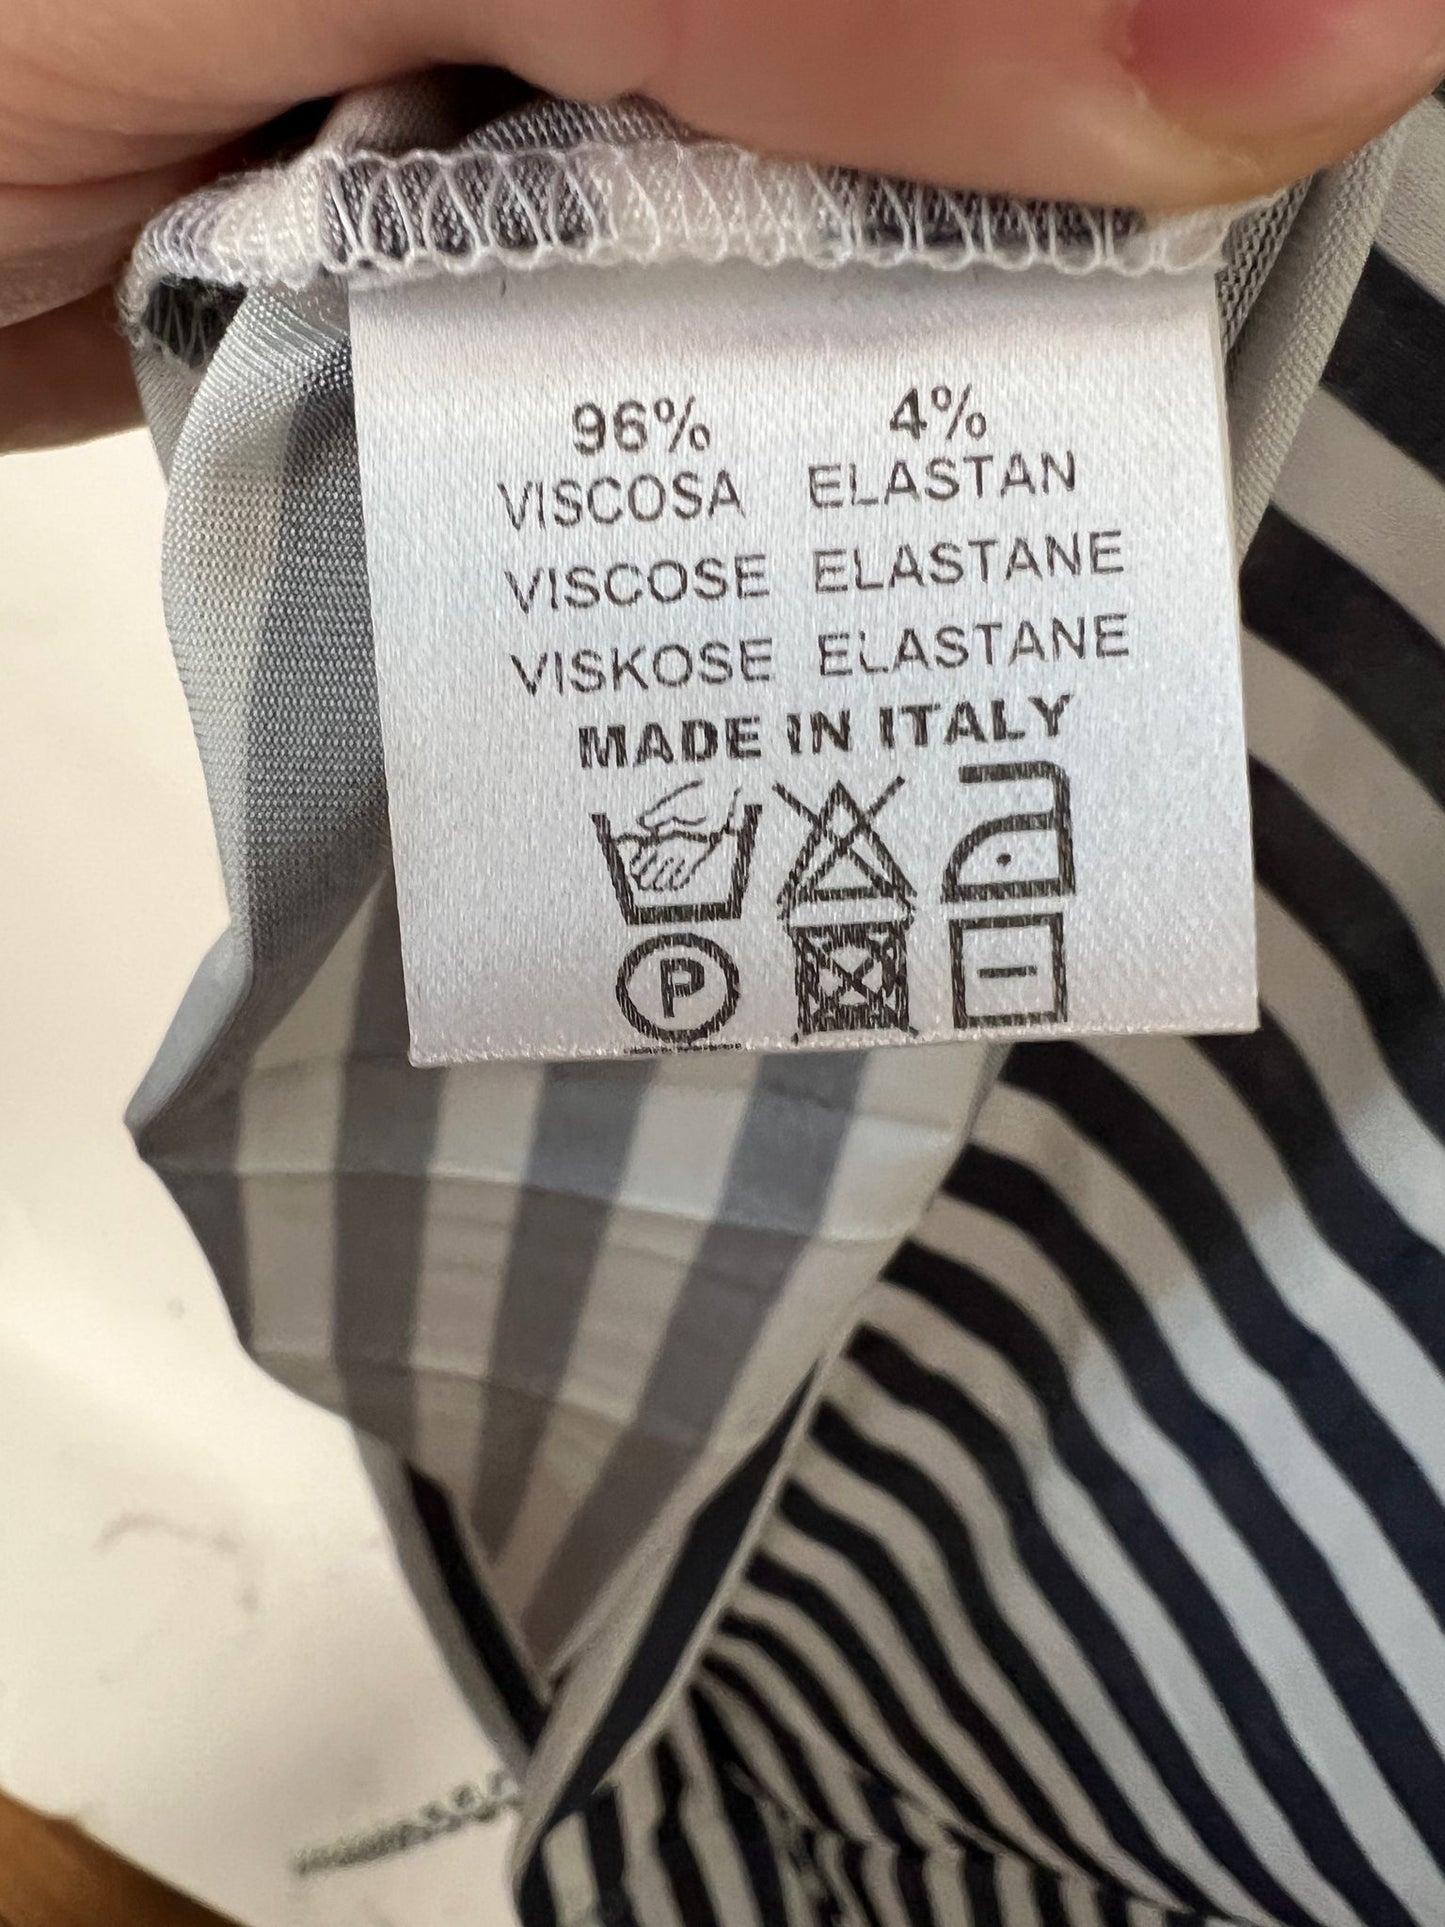 96% 4%
VISCOSA ELASTAN
VISCOSE ELASTANE
VISKOSE ELASTANE
MADE IN ITALY
P